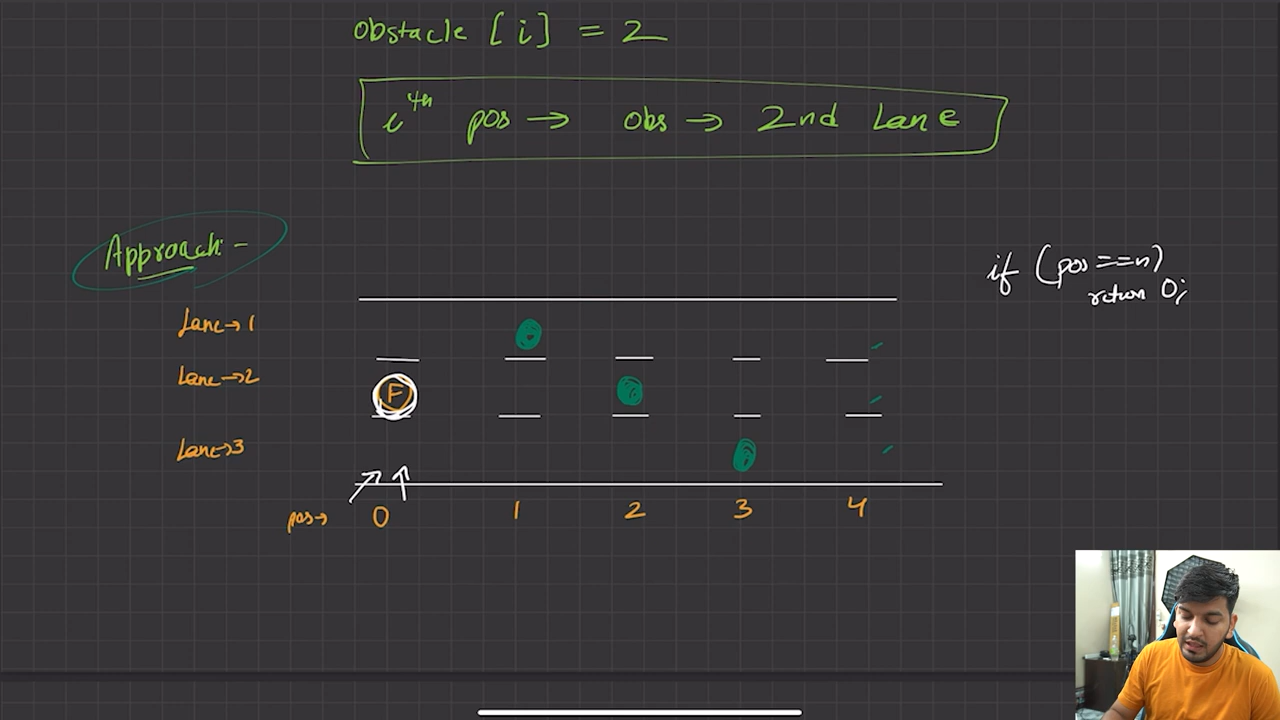 obstacle [i] = 2
ith pos → obs → 2nd Lane
Approach:-
if (pos==n)
return 0;
Lane→1
Lane→2
F
Lane→3
pos→ 0 1 2 3 4